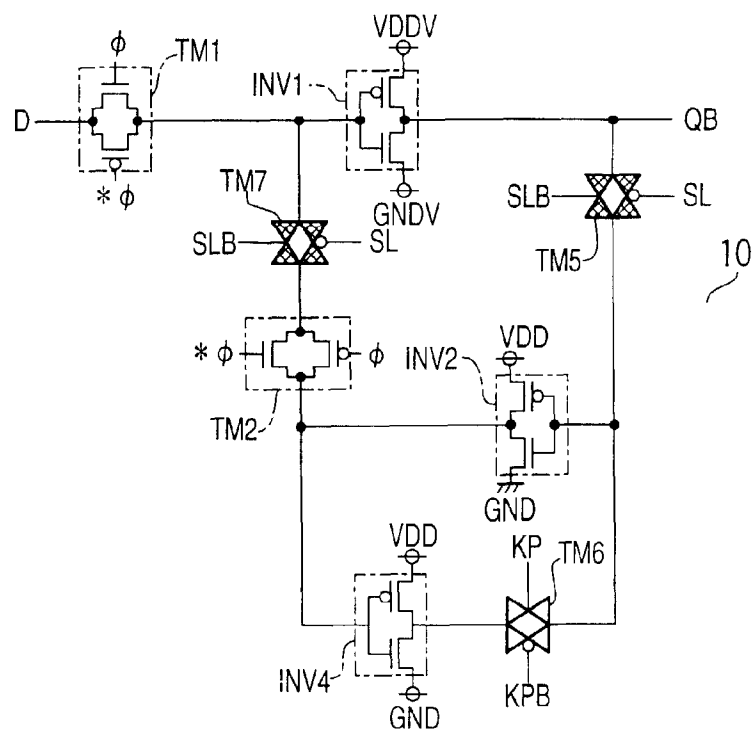 VDDV
φ
TM1
INV1
D
QB
* φ
TM7
GNDV
SLB
SL
SLB
SL
TM5
10
* φ
φ
VDD
INV2
TM2
GND
VDD
KP
TM6
INV4
GND
KPB